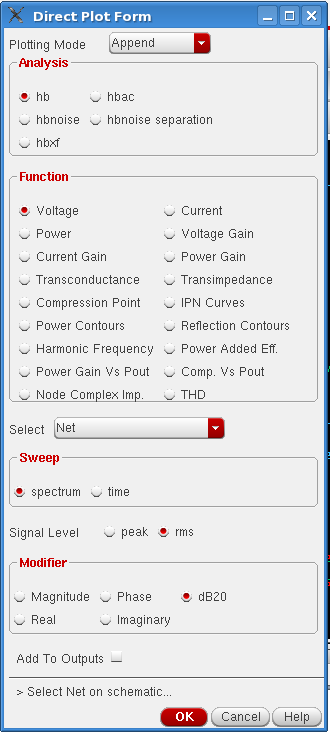 Direct Plot Form
Plotting Mode Append
Analysis
hb hbac
hbnoise hbnoise separation
hbxf
Function
Voltage Current
Power Voltage Gain
Current Gain Power Gain
Transconductance Transimpedance
Compression Point IPN Curves
Power Contours Reflection Contours
Harmonic Frequency Power Added Eff.
Power Gain Vs Pout Comp. Vs Pout
Node Complex Imp. THD
Select Net
Sweep
spectrum time
Signal Level peak rms
Modifier
Magnitude Phase dB20
Real Imaginary
Add To Outputs
> Select Net on schematic...
OK Cancel Help